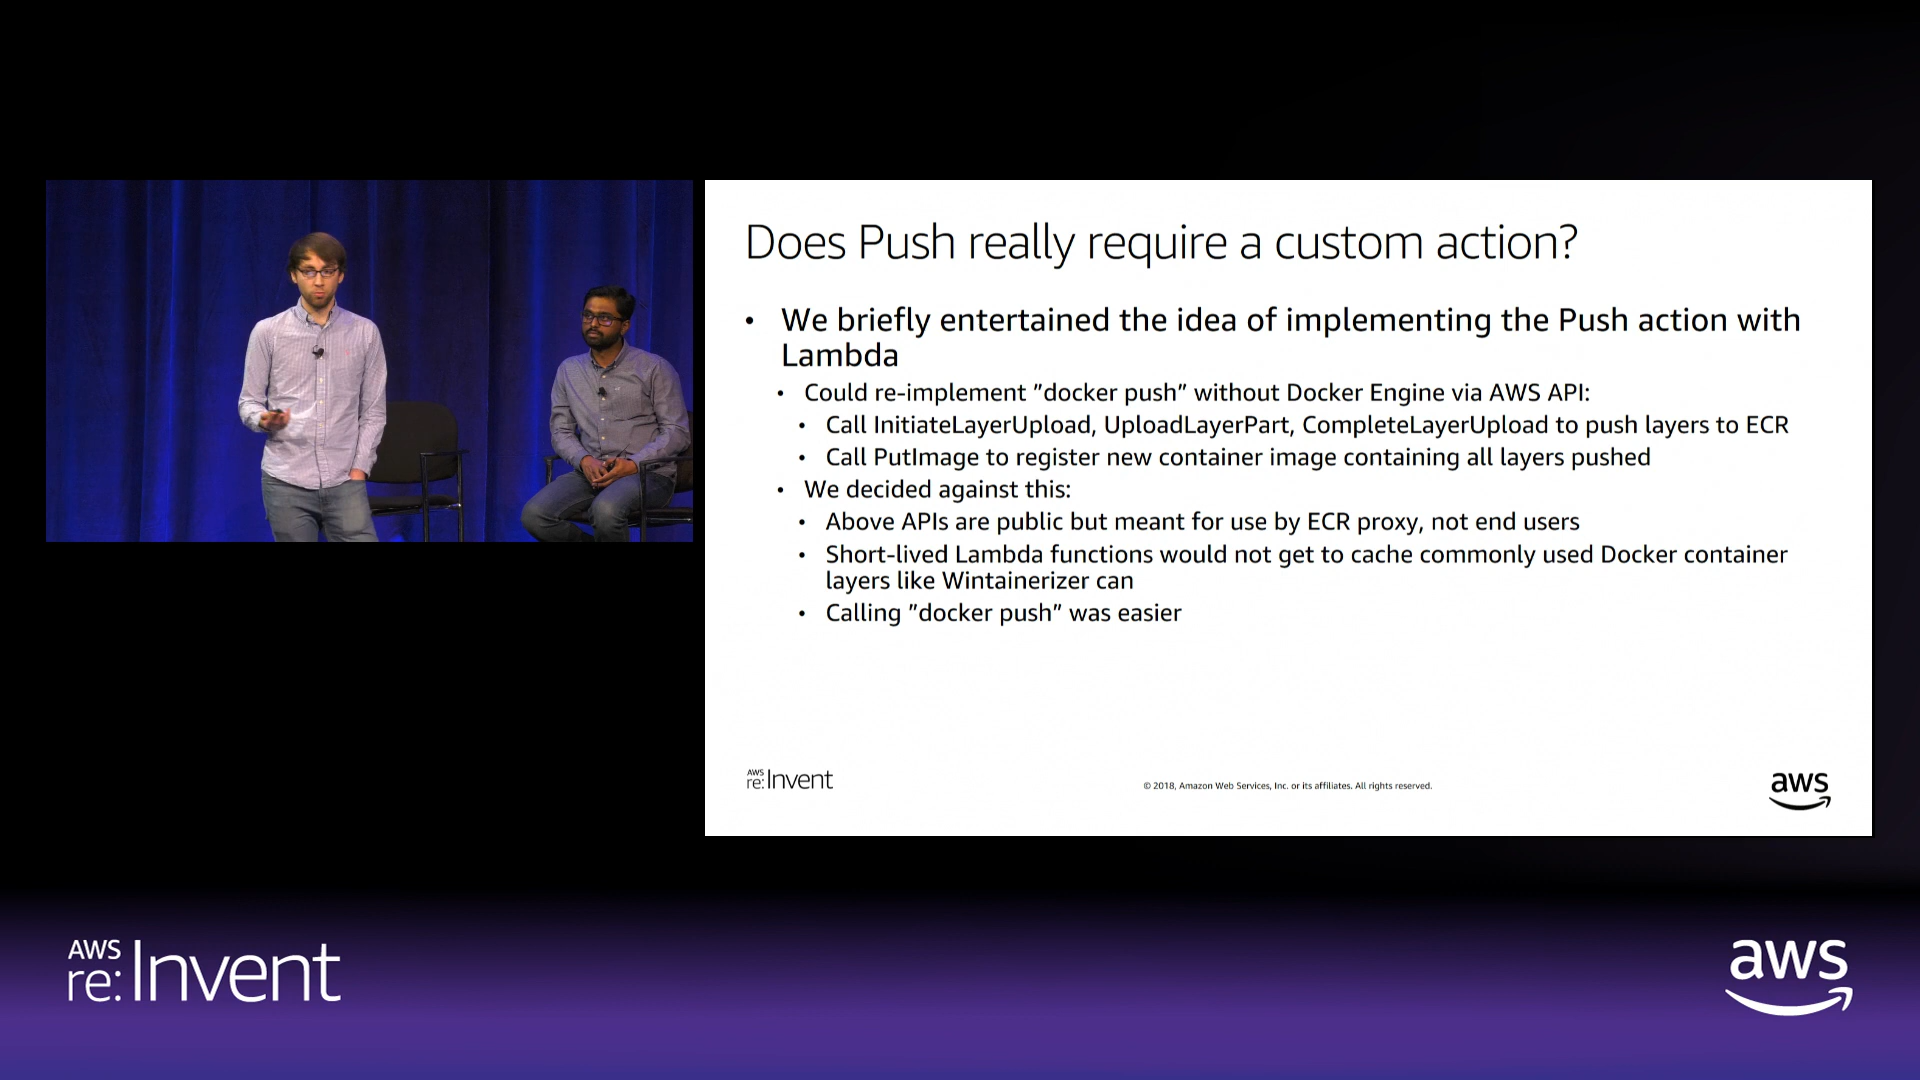 Does Push really require a custom action?
• We briefly entertained the idea of implementing the Push action with
Lambda
• Could re-implement "docker push" without Docker Engine via AWS API:
• Call InitiateLayerUpload, UploadLayerPart, CompleteLayerUpload to push layers to ECR
• Call PutImage to register new container image containing all layers pushed
• We decided against this:
• Above APIs are public but meant for use by ECR proxy, not end users
• Short-lived Lambda functions would not get to cache commonly used Docker container
layers like Wintainerizer can
• Calling "docker push" was easier
AWS
re:Invent
© 2018, Amazon Web Services, Inc. or its affiliates. All rights reserved.
aws
AWS
re:Invent
aws